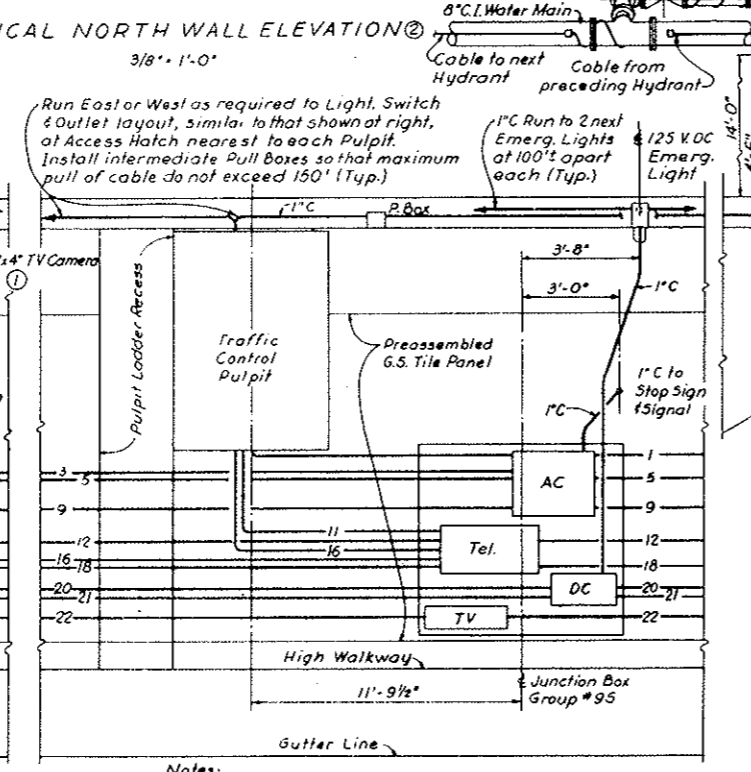 ICAL NORTH WALL ELEVATION ②
3/8" = 1'-0"
8" C.I. Water Main
Cable to next
Hydrant
Cable from
preceding Hydrant
14'-0"
Run East or West as required to Light, Switch
& Outlet layout, similar to that shown at right,
at Access Hatch nearest to each Pulpit.
Install intermediate Pull Boxes so that maximum
pull of cable do not exceed 150' (Typ.)
1"C Run to 2 next
Emerg. Lights
at 100'± apart
each (Typ.)
125 V. DC
Emerg.
Light
1"C
P. Box
x4" TV Camera
①
3'-8"
3'-0"
1"C
Pulpit Ladder Recess
Traffic
Control
Pulpit
Preassembled
G.S. Tile Panel
1"C to
Stop Sign
& Signal
1"C
3
5
AC
1
5
9
9
11
12
16
16
18
Tel.
12
18
20
21
DC
20
21
22
TV
22
High Walkway
11'-9 1/2"
Junction Box
Group #95
Gutter Line
Notes: